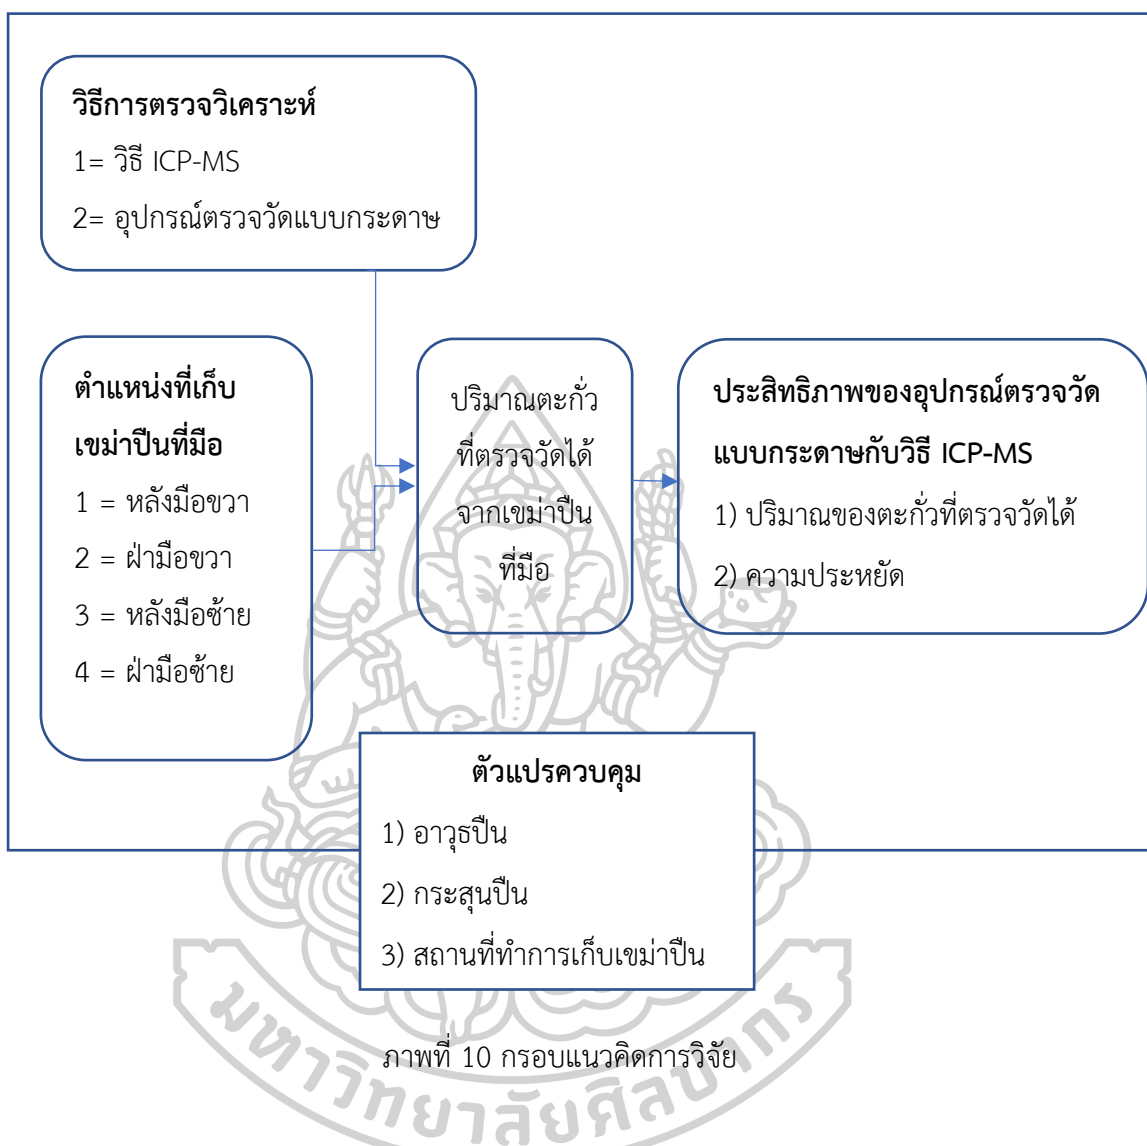 วิธีการตรวจวิเคราะห์
1= วิธี ICP-MS
2= อุปกรณ์ตรวจวัดแบบกระดาษ
ตำแหน่งที่เก็บ
เขม่าปืนที่มือ
1 = หลังมือขวา
2 = ฝ่ามือขวา
3 = หลังมือซ้าย
4 = ฝ่ามือซ้าย
ปริมาณตะกั่ว
ที่ตรวจวัดได้
จากเขม่าปืน
ที่มือ
ประสิทธิภาพของอุปกรณ์ตรวจวัด
แบบกระดาษกับวิธี ICP-MS
1) ปริมาณของตะกั่วที่ตรวจวัดได้
2) ความประหยัด
ตัวแปรควบคุม
1) อาวุธปืน
2) กระสุนปืน
3) สถานที่ทำการเก็บเขม่าปืน
ภาพที่ 10 กรอบแนวคิดการวิจัย
มหาวิทยาลัยศิลปากร